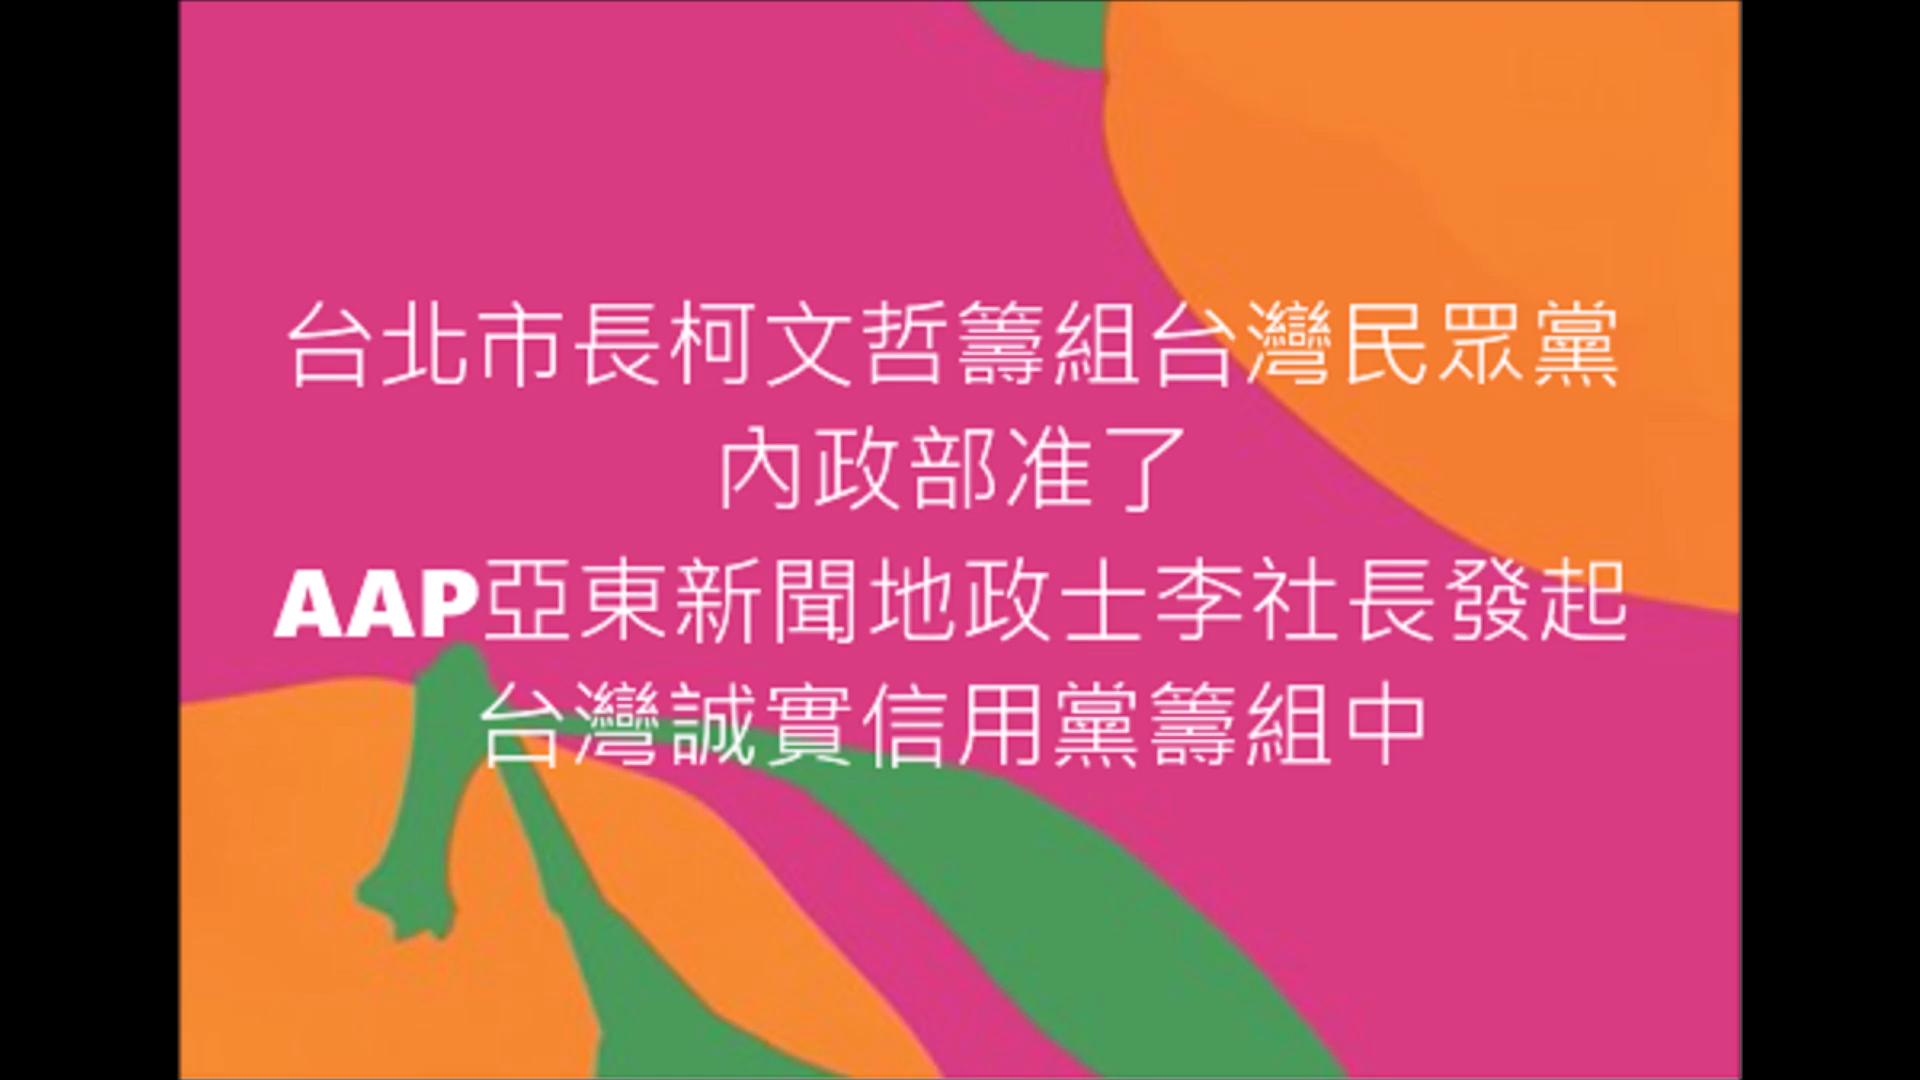 台北市長柯文哲籌組台灣民眾黨
內政部准了
AAP亞東新聞地政士李社長發起
台灣誠實信用黨籌組中